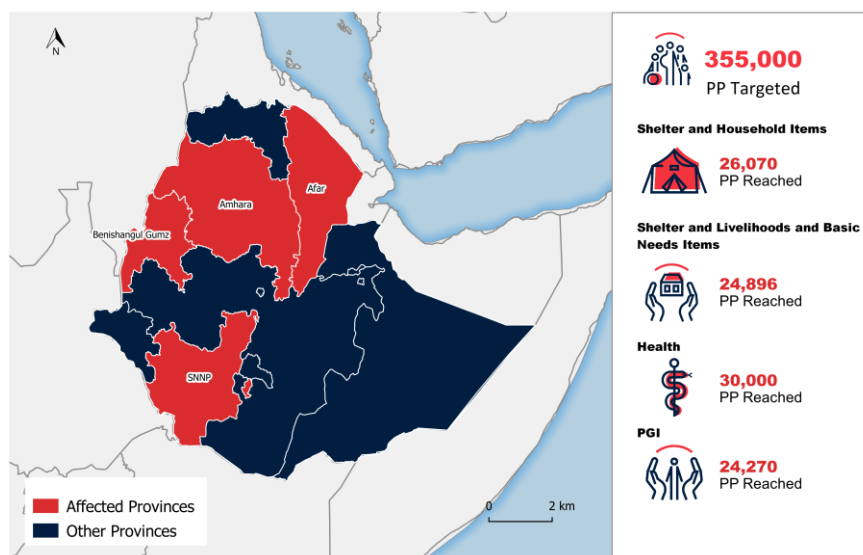 N
Afar
Amhara
Benishangul Gumz
SNNP
Affected Provinces
Other Provinces
0 2 km
355,000
PP Targeted
Shelter and Household Items
26,070
PP Reached
Shelter and Livelihoods and Basic
Needs Items
24,896
PP Reached
Health
30,000
PP Reached
PGI
24,270
PP Reached